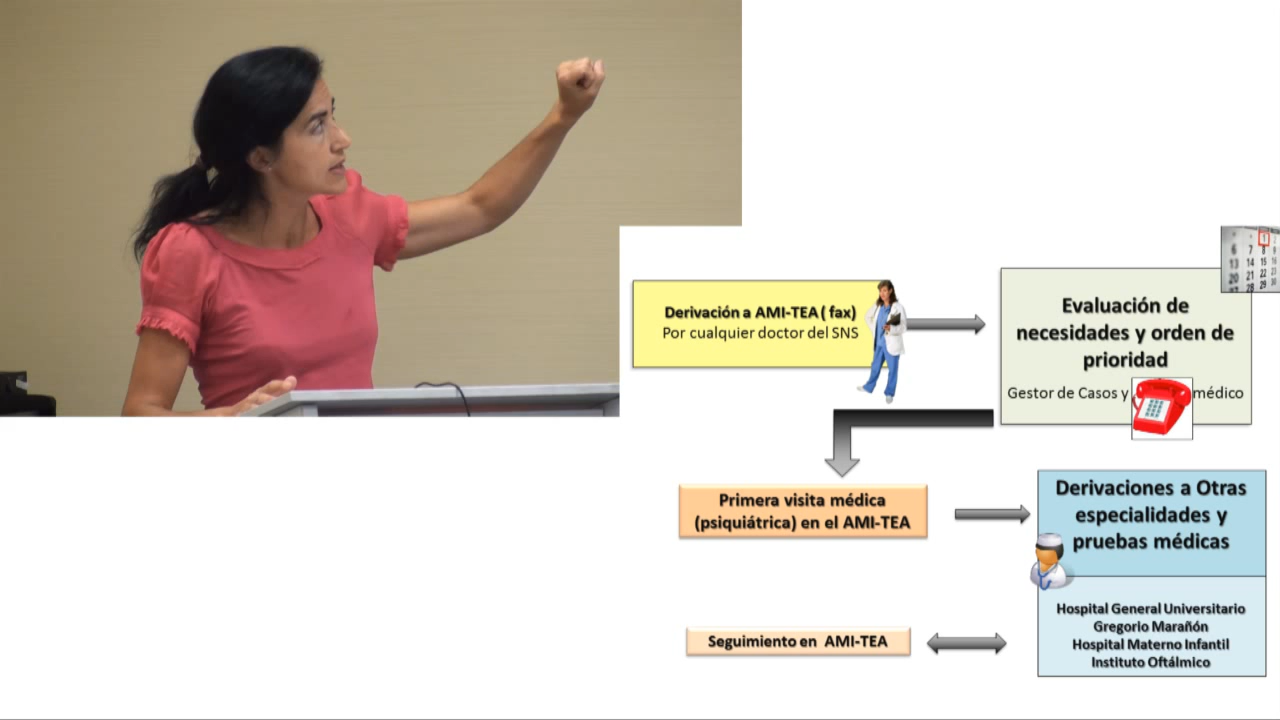 Derivación a AMI-TEA ( fax)
Por cualquier doctor del SNS
Evaluación de
necesidades y orden de
prioridad
Gestor de Casos y médico
Primera visita médica
(psiquiátrica) en el AMI-TEA
Derivaciones a Otras
especialidades y
pruebas médicas
Hospital General Universitario
Gregorio Marañón
Hospital Materno Infantil
Instituto Oftálmico
Seguimiento en AMI-TEA